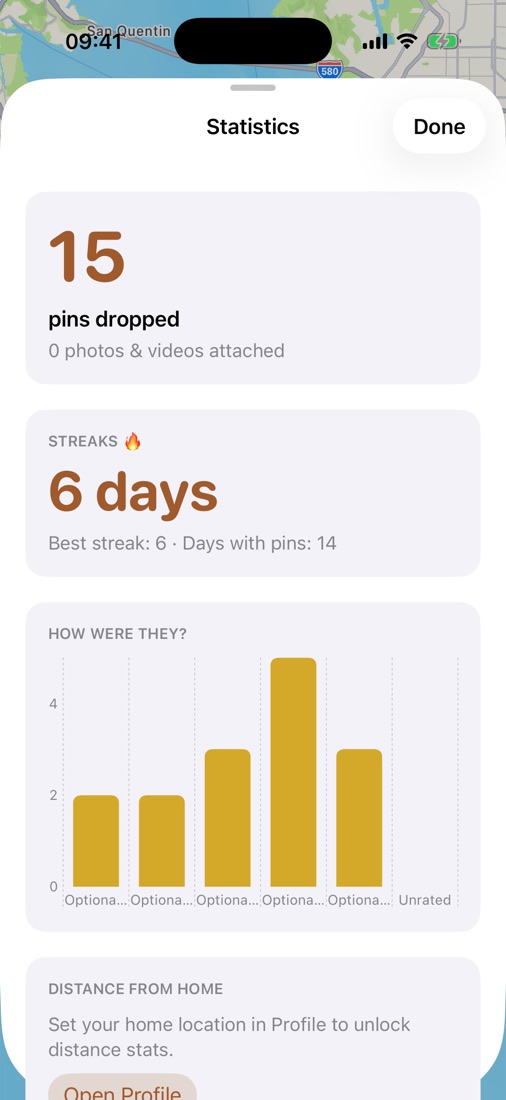 San Quentin
09:41
580
Statistics
Done
15
pins dropped
0 photos & videos attached
STREAKS 🔥
6 days
Best streak: 6 · Days with pins: 14
HOW WERE THEY?
4
2
0
Optiona... Optiona... Optiona... Optiona... Optiona... Unrated
DISTANCE FROM HOME
Set your home location in Profile to unlock
distance stats.
Open Profile